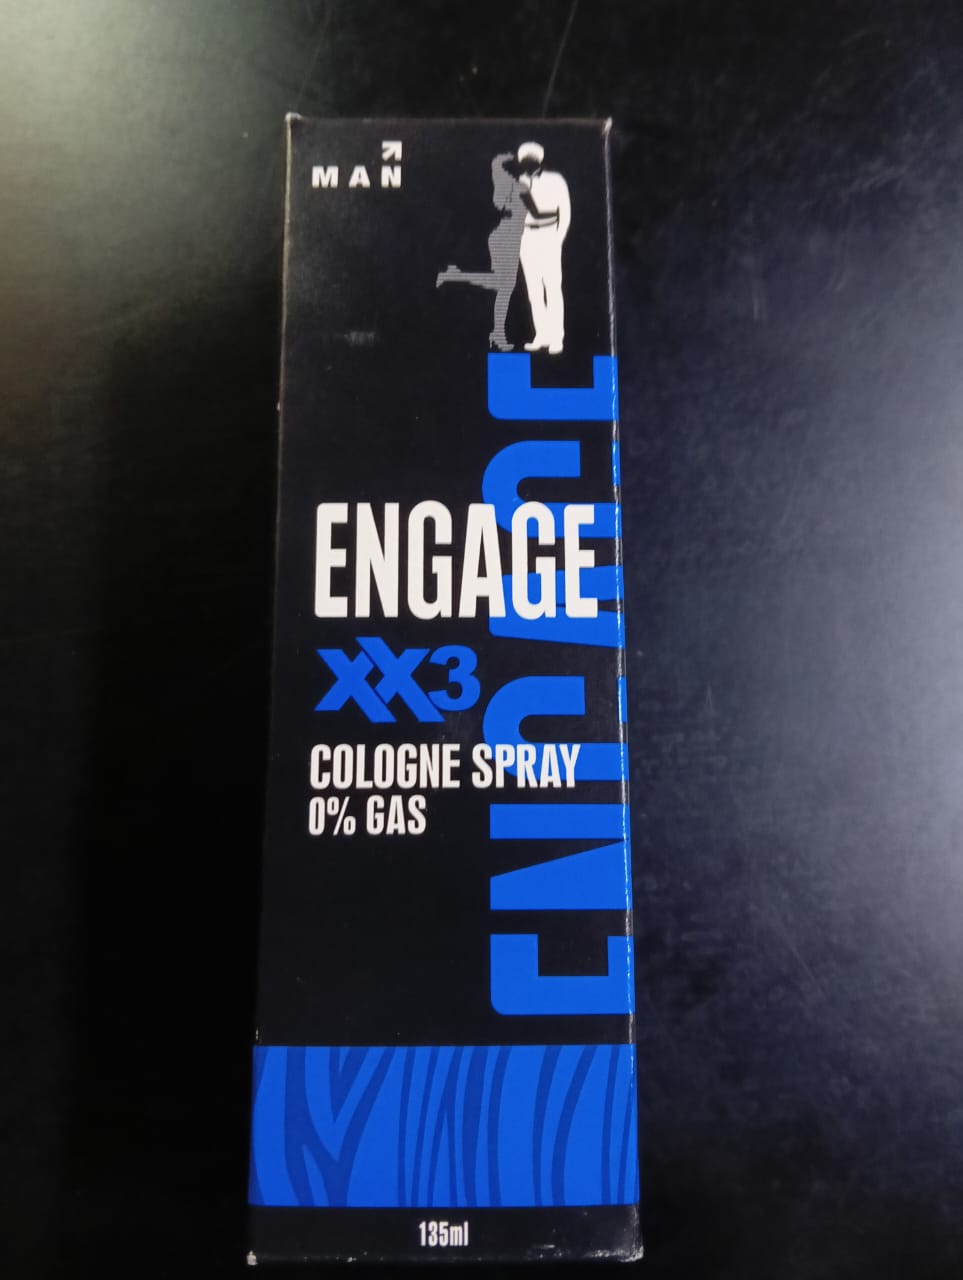 MAN
ENGAGE
XX3
COLOGNE SPRAY
0% GAS
ENGAGE
135ml